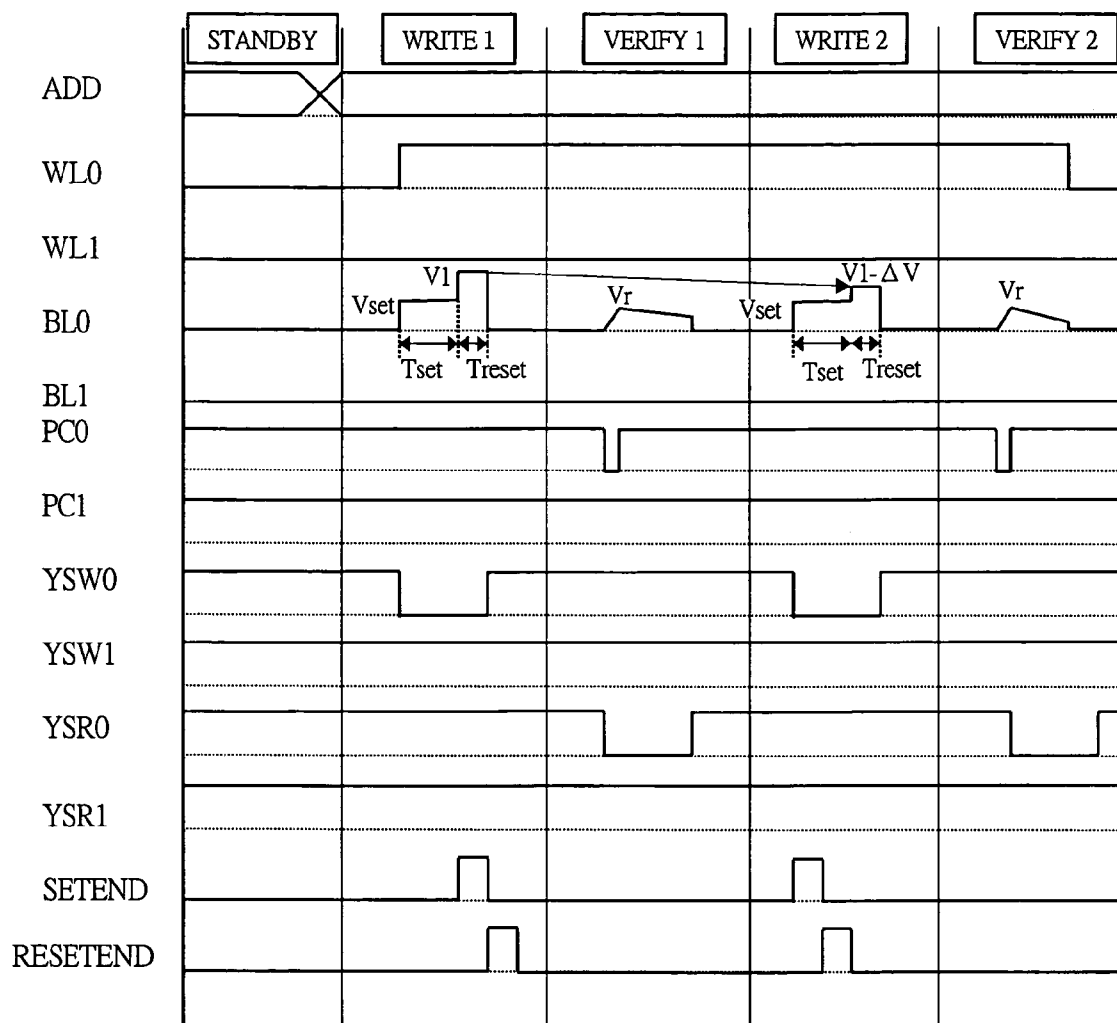 STANDBY WRITE 1 VERIFY 1 WRITE 2 VERIFY 2
ADD
WL0
WL1
V1 V1-Δ V
Vset Vr Vset Vr
BL0
Tset Treset Tset Treset
BL1
PC0
PC1
YSW0
YSW1
YSR0
YSR1
SETEND
RESETEND